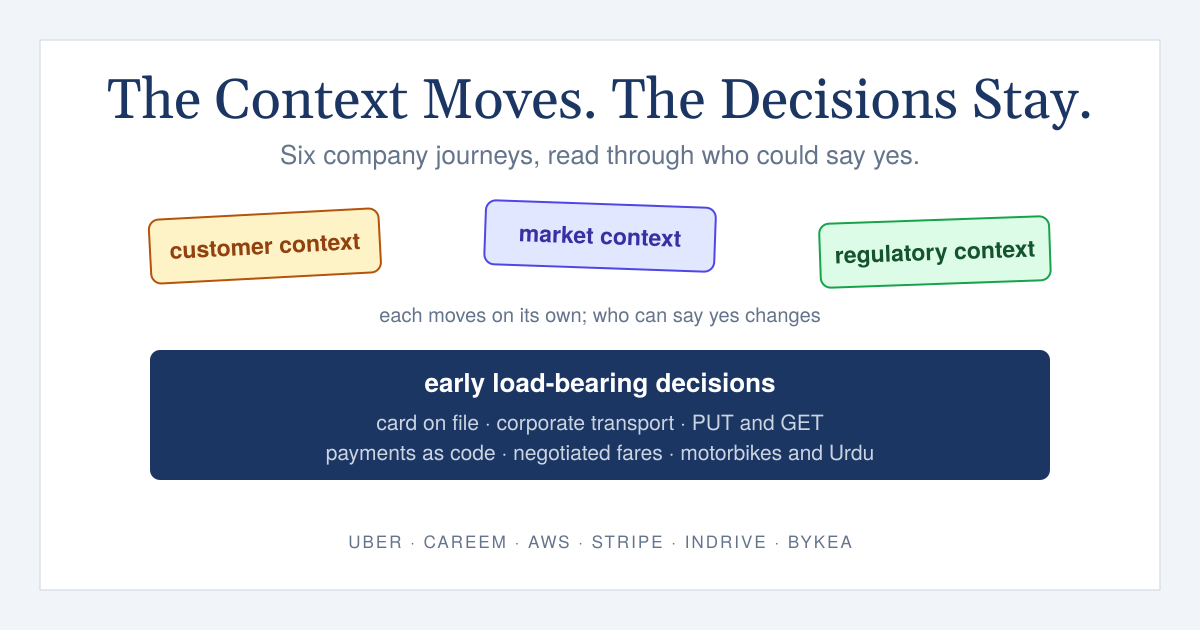 The Context Moves. The Decisions Stay.
Six company journeys, read through who could say yes.
customer context
market context
regulatory context
each moves on its own; who can say yes changes
early load-bearing decisions
card on file · corporate transport · PUT and GET
payments as code · negotiated fares · motorbikes and Urdu
UBER · CAREEM · AWS · STRIPE · INDRIVE · BYKEA